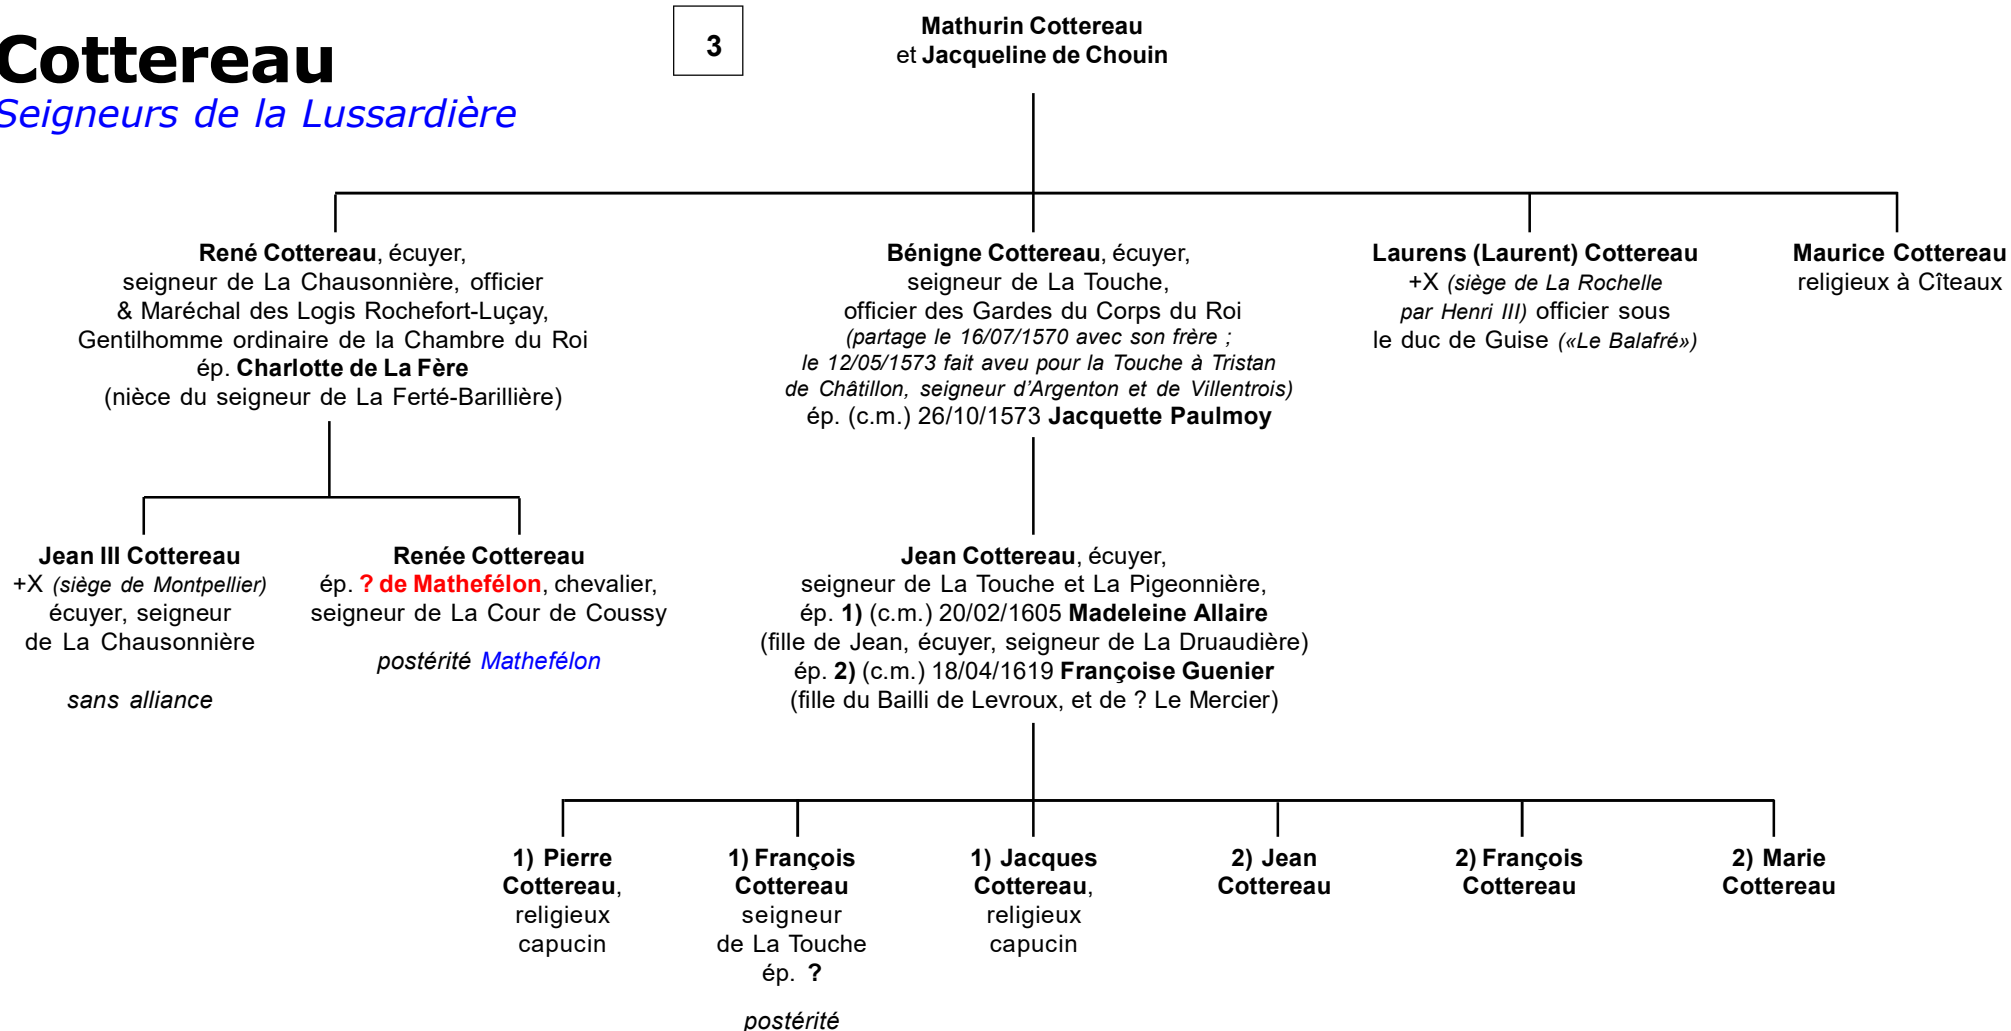 Cottereau
Seigneurs de la Lussardière
3
Mathurin Cottereau
et Jacqueline de Chouin
René Cottereau, écuyer,
seigneur de La Chausonnière, officier
& Maréchal des Logis Rochefort-Luçay,
Gentilhomme ordinaire de la Chambre du Roi
ép. Charlotte de La Fère
(nièce du seigneur de La Ferté-Barillière)
Bénigne Cottereau, écuyer,
seigneur de La Touche,
officier des Gardes du Corps du Roi
(partage le 16/07/1570 avec son frère ;
le 12/05/1573 fait aveu pour la Touche à Tristan
de Châtillon, seigneur d'Argenton et de Villentrois)
ép. (c.m.) 26/10/1573 Jacquette Paulmoy
Laurens (Laurent) Cottereau
+X (siège de La Rochelle
par Henri III) officier sous
le duc de Guise («Le Balafré»)
Maurice Cottereau
religieux à Cîteaux
Jean III Cottereau
+X (siège de Montpellier)
écuyer, seigneur
de La Chausonnière
sans alliance
Renée Cottereau
ép. ? de Mathefélon, chevalier,
seigneur de La Cour de Coussy
postérité Mathefélon
Jean Cottereau, écuyer,
seigneur de La Touche et La Pigeonnière,
ép. 1) (c.m.) 20/02/1605 Madeleine Allaire
(fille de Jean, écuyer, seigneur de La Druaudière)
ép. 2) (c.m.) 18/04/1619 Françoise Guenier
(fille du Bailli de Levroux, et de ? Le Mercier)
1) Pierre
Cottereau,
religieux
capucin
1) François
Cottereau
seigneur
de La Touche
ép. ?
postérité
1) Jacques
Cottereau,
religieux
capucin
2) Jean
Cottereau
2) François
Cottereau
2) Marie
Cottereau